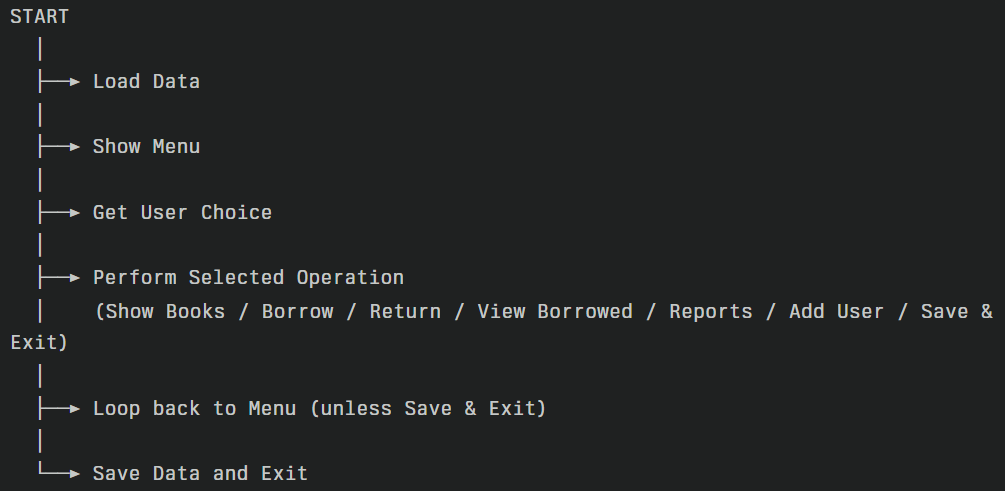 START
Load Data
Show Menu
Get User Choice
Perform Selected Operation
(Show Books / Borrow / Return / View Borrowed / Reports / Add User / Save &
Exit)
Loop back to Menu (unless Save & Exit)
Save Data and Exit